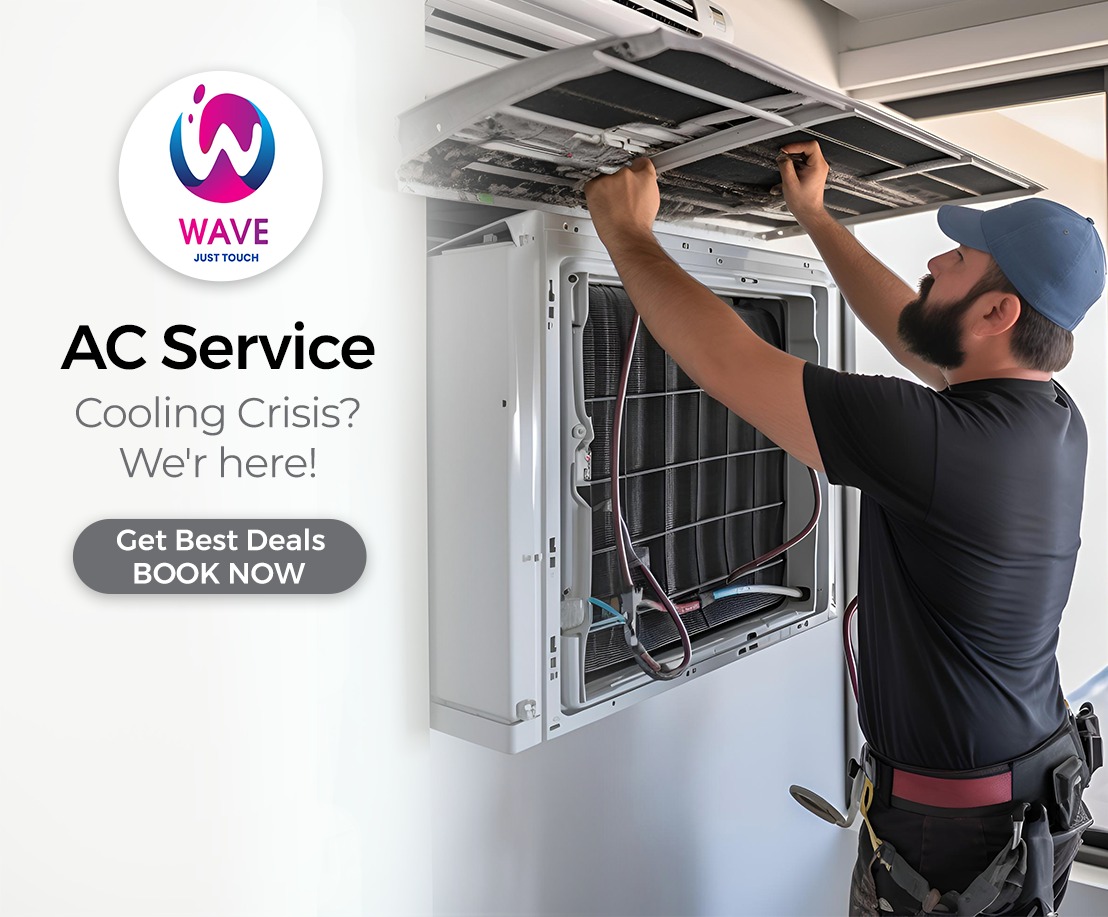 WAVE
JUST TOUCH
AC Service
Cooling Crisis?
We'r here!
Get Best Deals
BOOK NOW